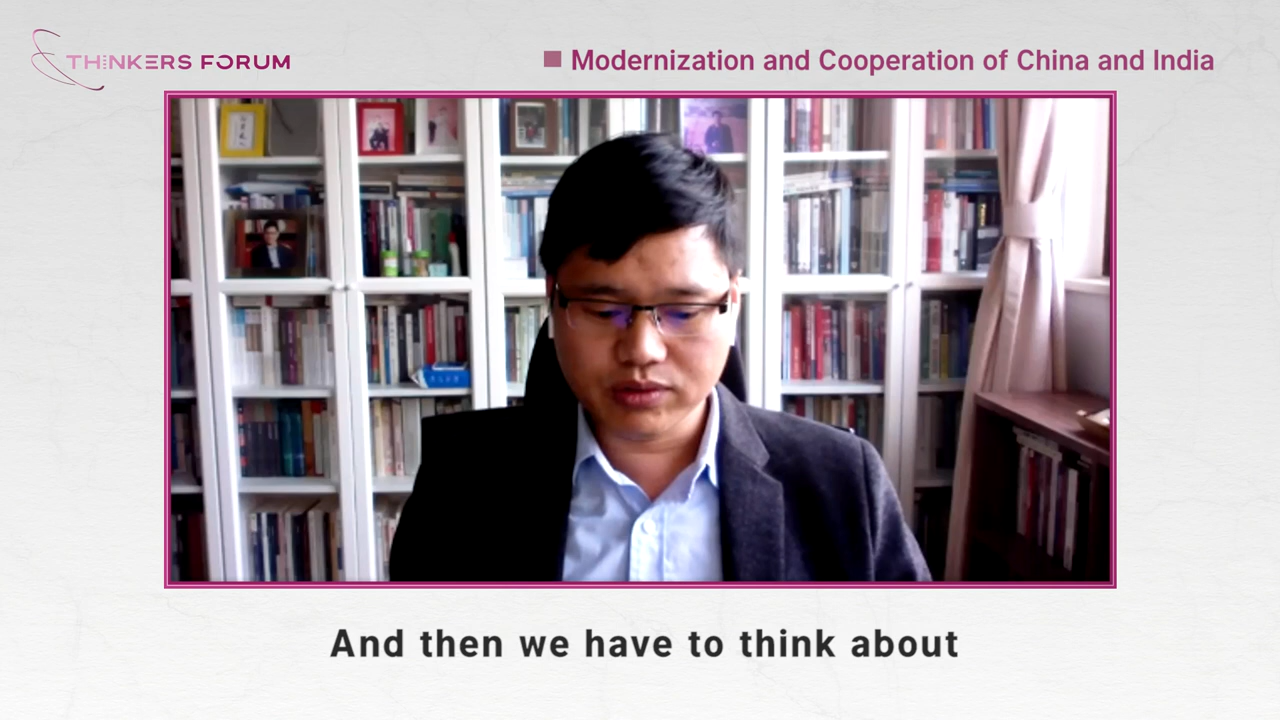 THINKERS FORUM
Modernization and Cooperation of China and India
And then we have to think about